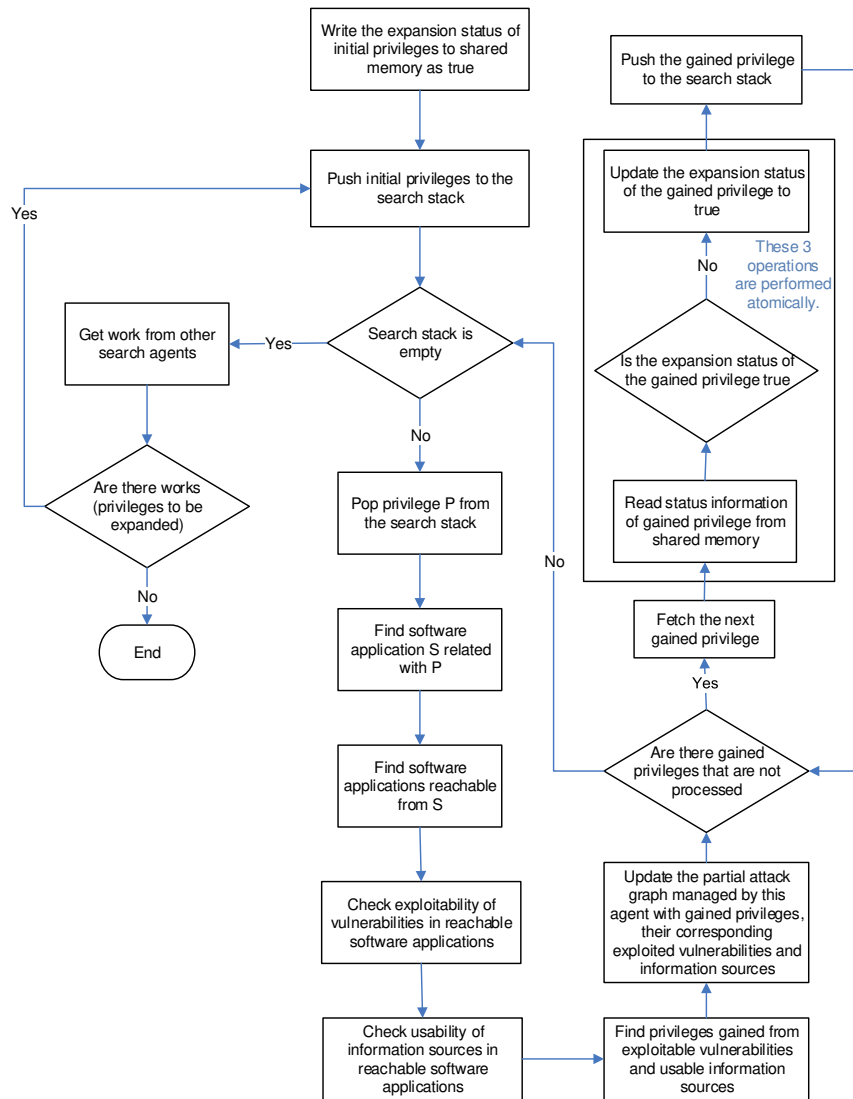 Write the expansion status of
initial privileges to shared
memory as true
Push initial privileges to the
search stack
Yes
Search stack is
empty
Yes
Get work from other
search agents
Are there works
(privileges to be
expanded)
No
End
No
Pop privilege P from
the search stack
Find software
application S related
with P
Find software
applications reachable
from S
Check exploitability of
vulnerabilities in reachable
software applications
Check usability of
information sources in
reachable software
applications
Find privileges gained from
exploitable vulnerabilities
and usable information
sources
Update the partial attack
graph managed by this
agent with gained privileges,
their corresponding
exploited vulnerabilities and
information sources
Are there gained
privileges that are not
processed
No
Yes
Fetch the next
gained privilege
Read status information
of gained privilege from
shared memory
Is the expansion status of
the gained privilege true
No
These 3
operations
are performed
atomically.
Update the expansion status
of the gained privilege to
true
Push the gained privilege
to the search stack